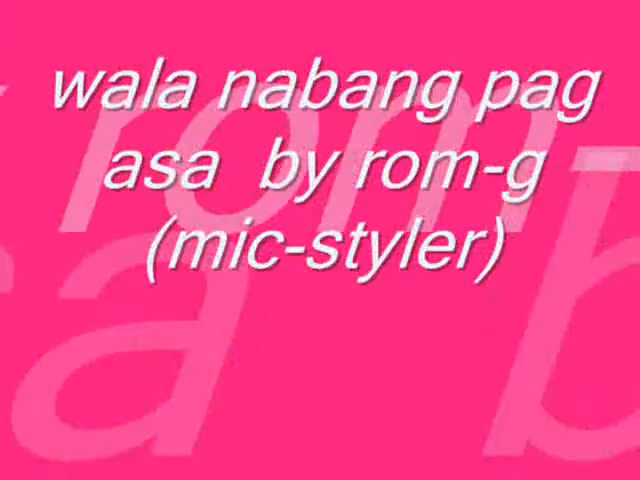 wala nabang pag
asa  by rom-g
(mic-styler)